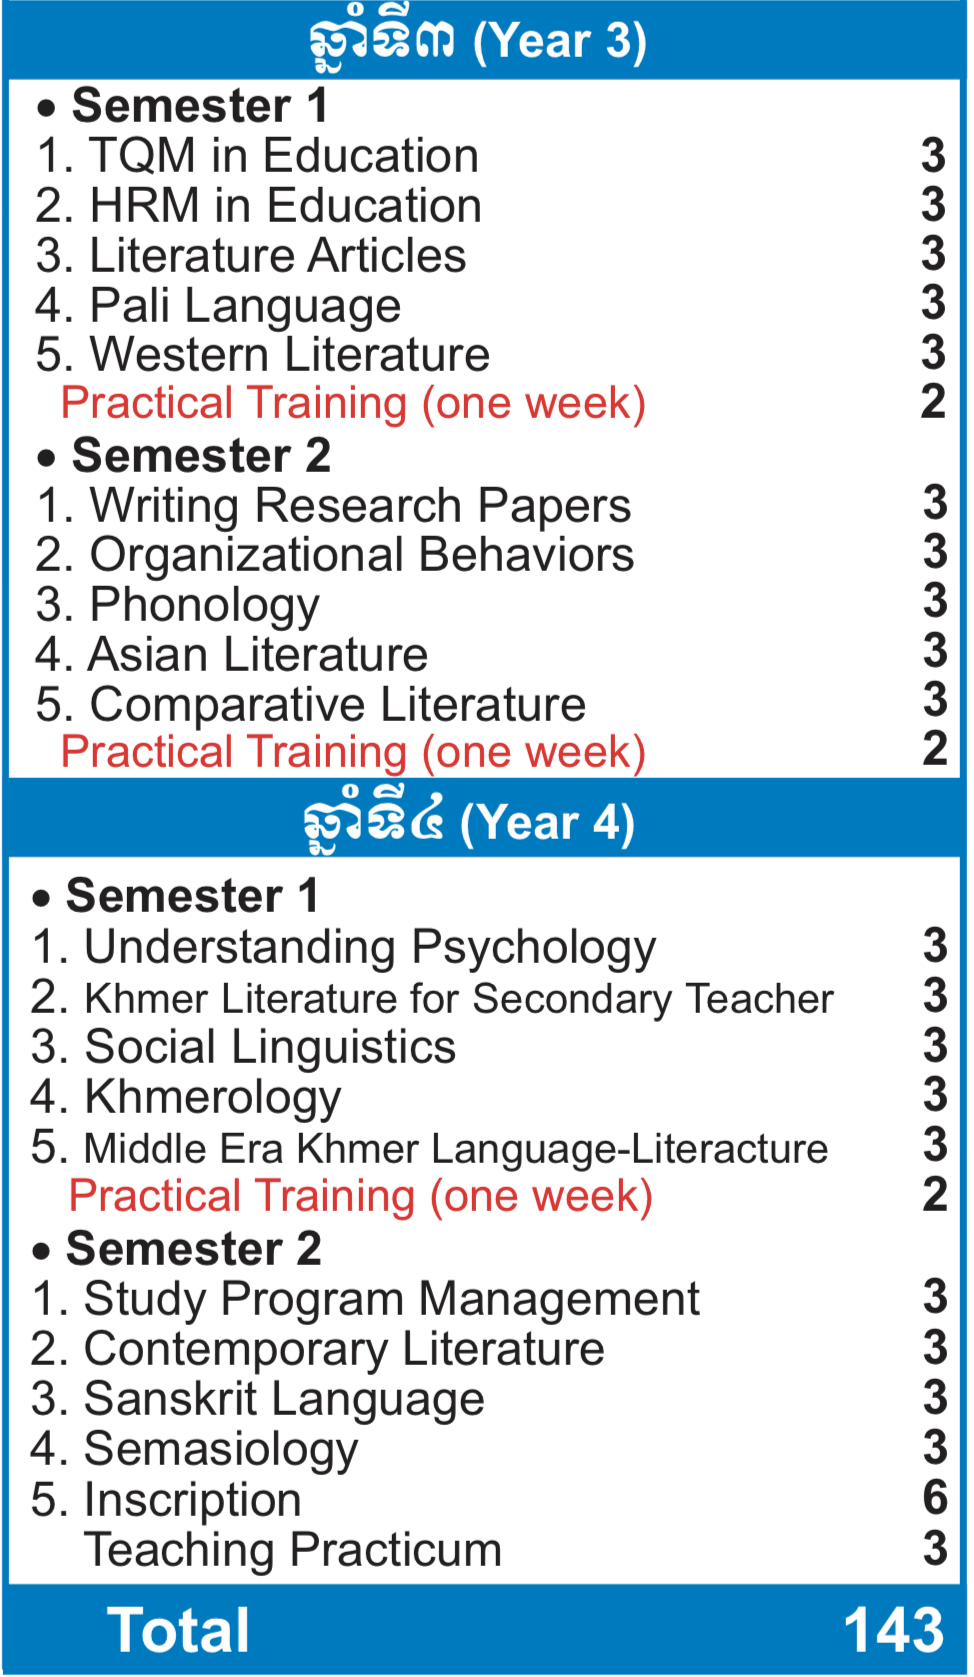 ឆ្នាំទី៣ (Year 3)
• Semester 1
1. TQM in Education 3
2. HRM in Education 3
3. Literature Articles 3
4. Pali Language 3
5. Western Literature 3
Practical Training (one week) 2
• Semester 2
1. Writing Research Papers 3
2. Organizational Behaviors 3
3. Phonology 3
4. Asian Literature 3
5. Comparative Literature 3
Practical Training (one week) 2
ឆ្នាំទី៤ (Year 4)
• Semester 1
1. Understanding Psychology 3
2. Khmer Literature for Secondary Teacher 3
3. Social Linguistics 3
4. Khmerology 3
5. Middle Era Khmer Language-Literacture 3
Practical Training (one week) 2
• Semester 2
1. Study Program Management 3
2. Contemporary Literature 3
3. Sanskrit Language 3
4. Semasiology 3
5. Inscription 6
Teaching Practicum 3
Total 143